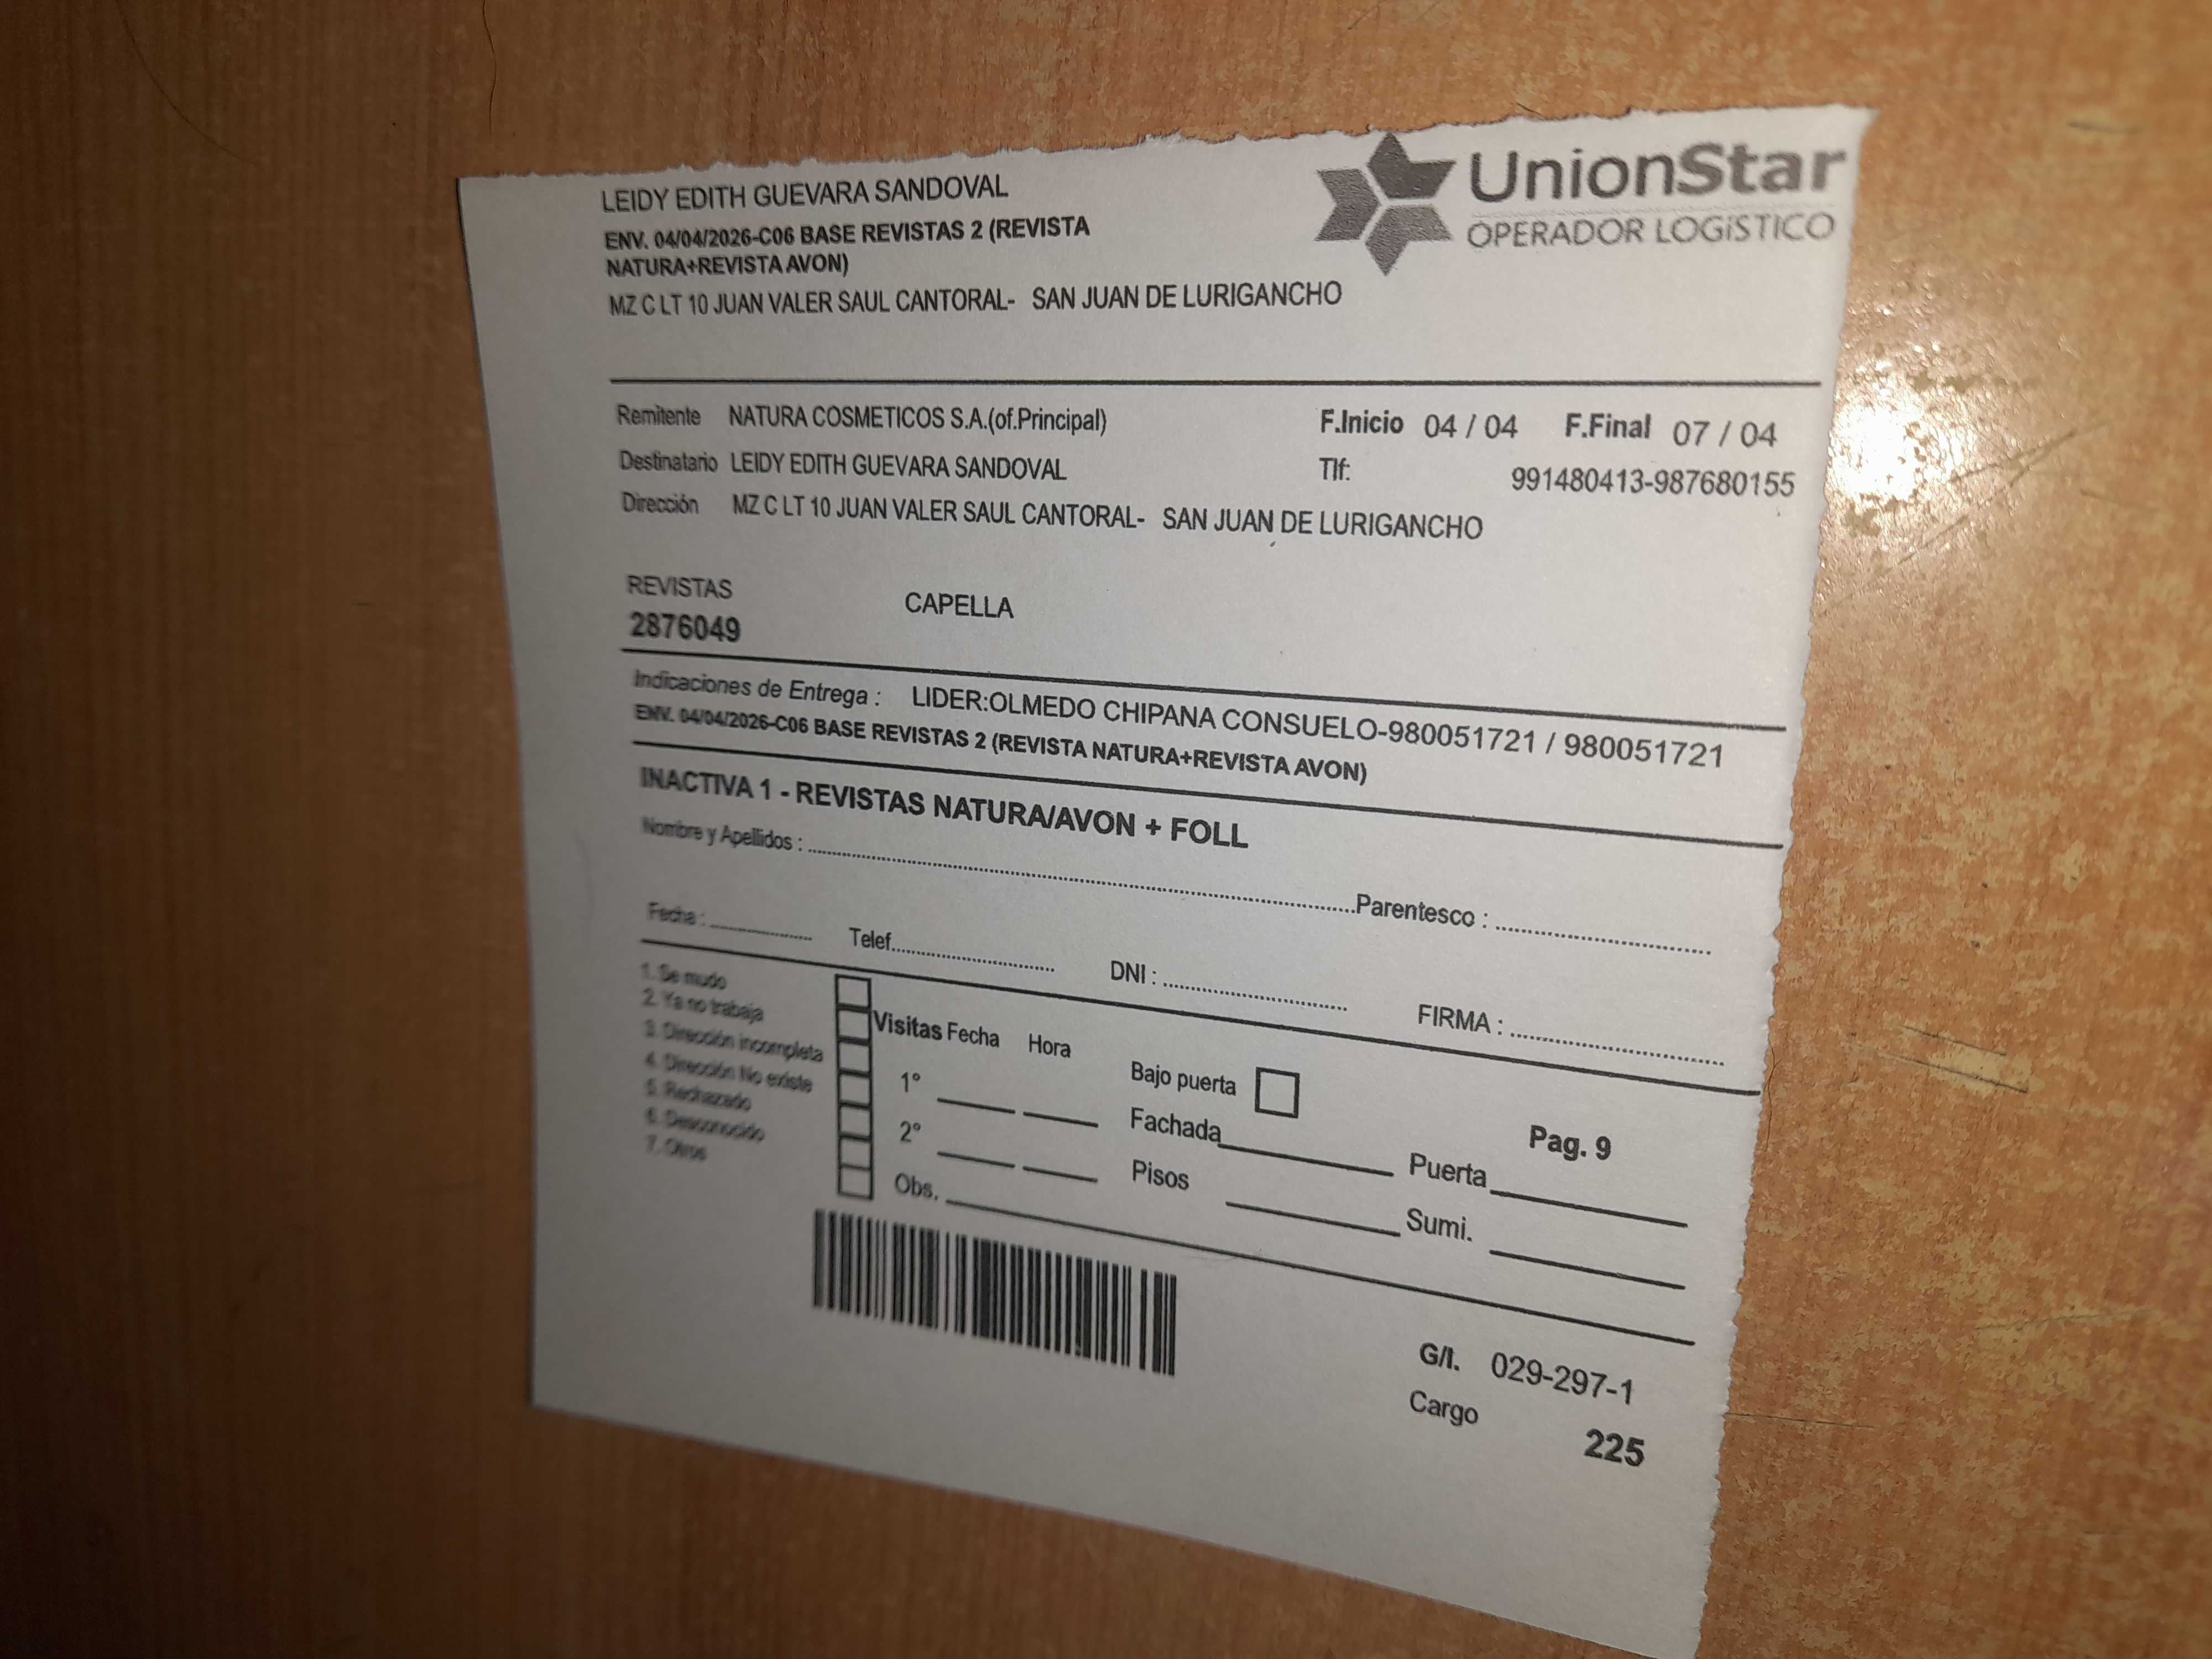 LEIDY EDITH GUEVARA SANDOVAL
UnionStar
OPERADOR LOGíSTICO
ENV. 04/04/2026-C06 BASE REVISTAS 2 (REVISTA
NATURA+REVISTA AVON)
MZ C LT 10 JUAN VALER SAUL CANTORAL- SAN JUAN DE LURIGANCHO
Remitente NATURA COSMETICOS S.A.(of.Principal) F.Inicio 04 / 04 F.Final 07 / 04
Destinatario LEIDY EDITH GUEVARA SANDOVAL Tlf: 991480413-987680155
Dirección MZ C LT 10 JUAN VALER SAUL CANTORAL- SAN JUAN DE LURIGANCHO
REVISTAS CAPELLA
2876049
Indicaciones de Entrega : LIDER:OLMEDO CHIPANA CONSUELO-980051721 / 980051721
ENV. 04/04/2026-C06 BASE REVISTAS 2 (REVISTA NATURA+REVISTA AVON)
INACTIVA 1 - REVISTAS NATURA/AVON + FOLL
Nombre y Apellidos : Parentesco :
Fecha : Telef. DNI : FIRMA :
1. Se mudo
2. Ya no trabaja
3. Dirección incompleta
4. Dirección No existe
5. Rechazado
6. Desconocido
7. Otros
Visitas Fecha Hora Bajo puerta
1° Fachada Puerta Pag. 9
2° Pisos Sumi.
Obs.
G/I. 029-297-1
Cargo 225